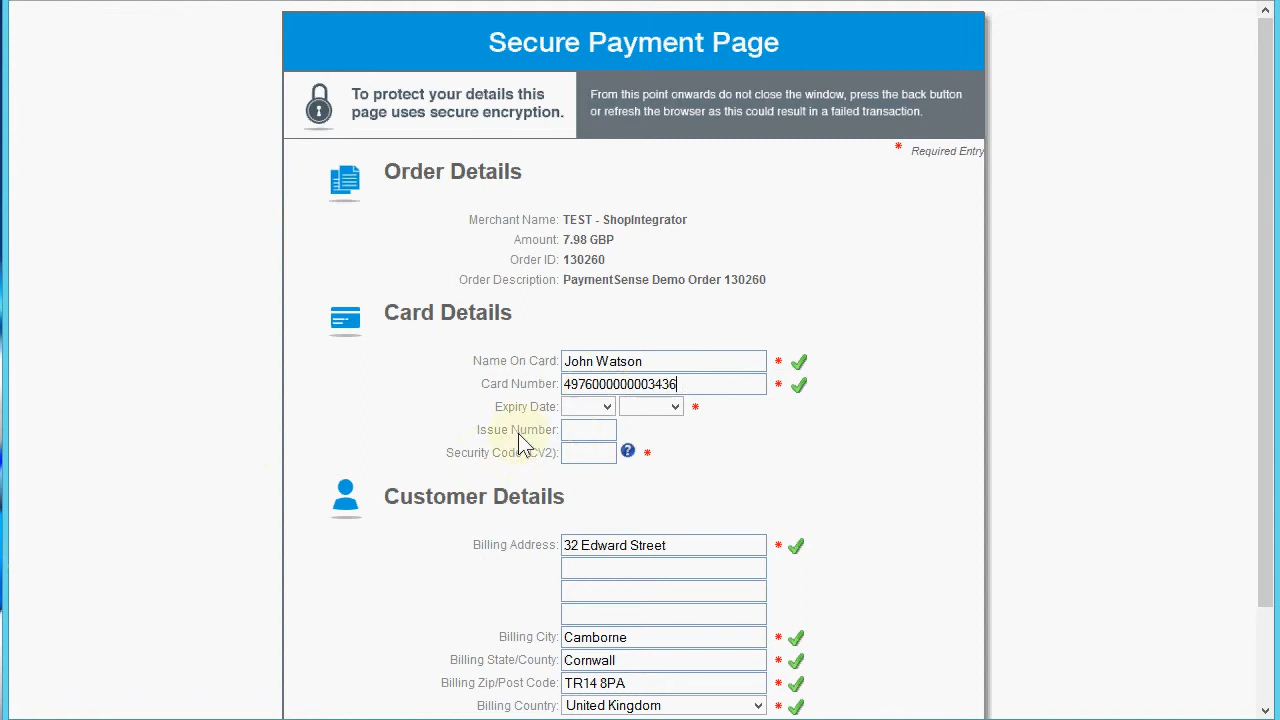 Secure Payment Page
To protect your details this
page uses secure encryption.
From this point onwards do not close the window, press the back button
or refresh the browser as this could result in a failed transaction.
* Required Entry
Order Details
Merchant Name: TEST - ShopIntegrator
Amount: 7.98 GBP
Order ID: 130260
Order Description: PaymentSense Demo Order 130260
Card Details
Name On Card: John Watson *
Card Number: 4976000000003436 *
Expiry Date: *
Issue Number:
Security Code CV2): ? *
Customer Details
Billing Address: 32 Edward Street *
Billing City: Camborne *
Billing State/County: Cornwall *
Billing Zip/Post Code: TR14 8PA *
Billing Country: United Kingdom *